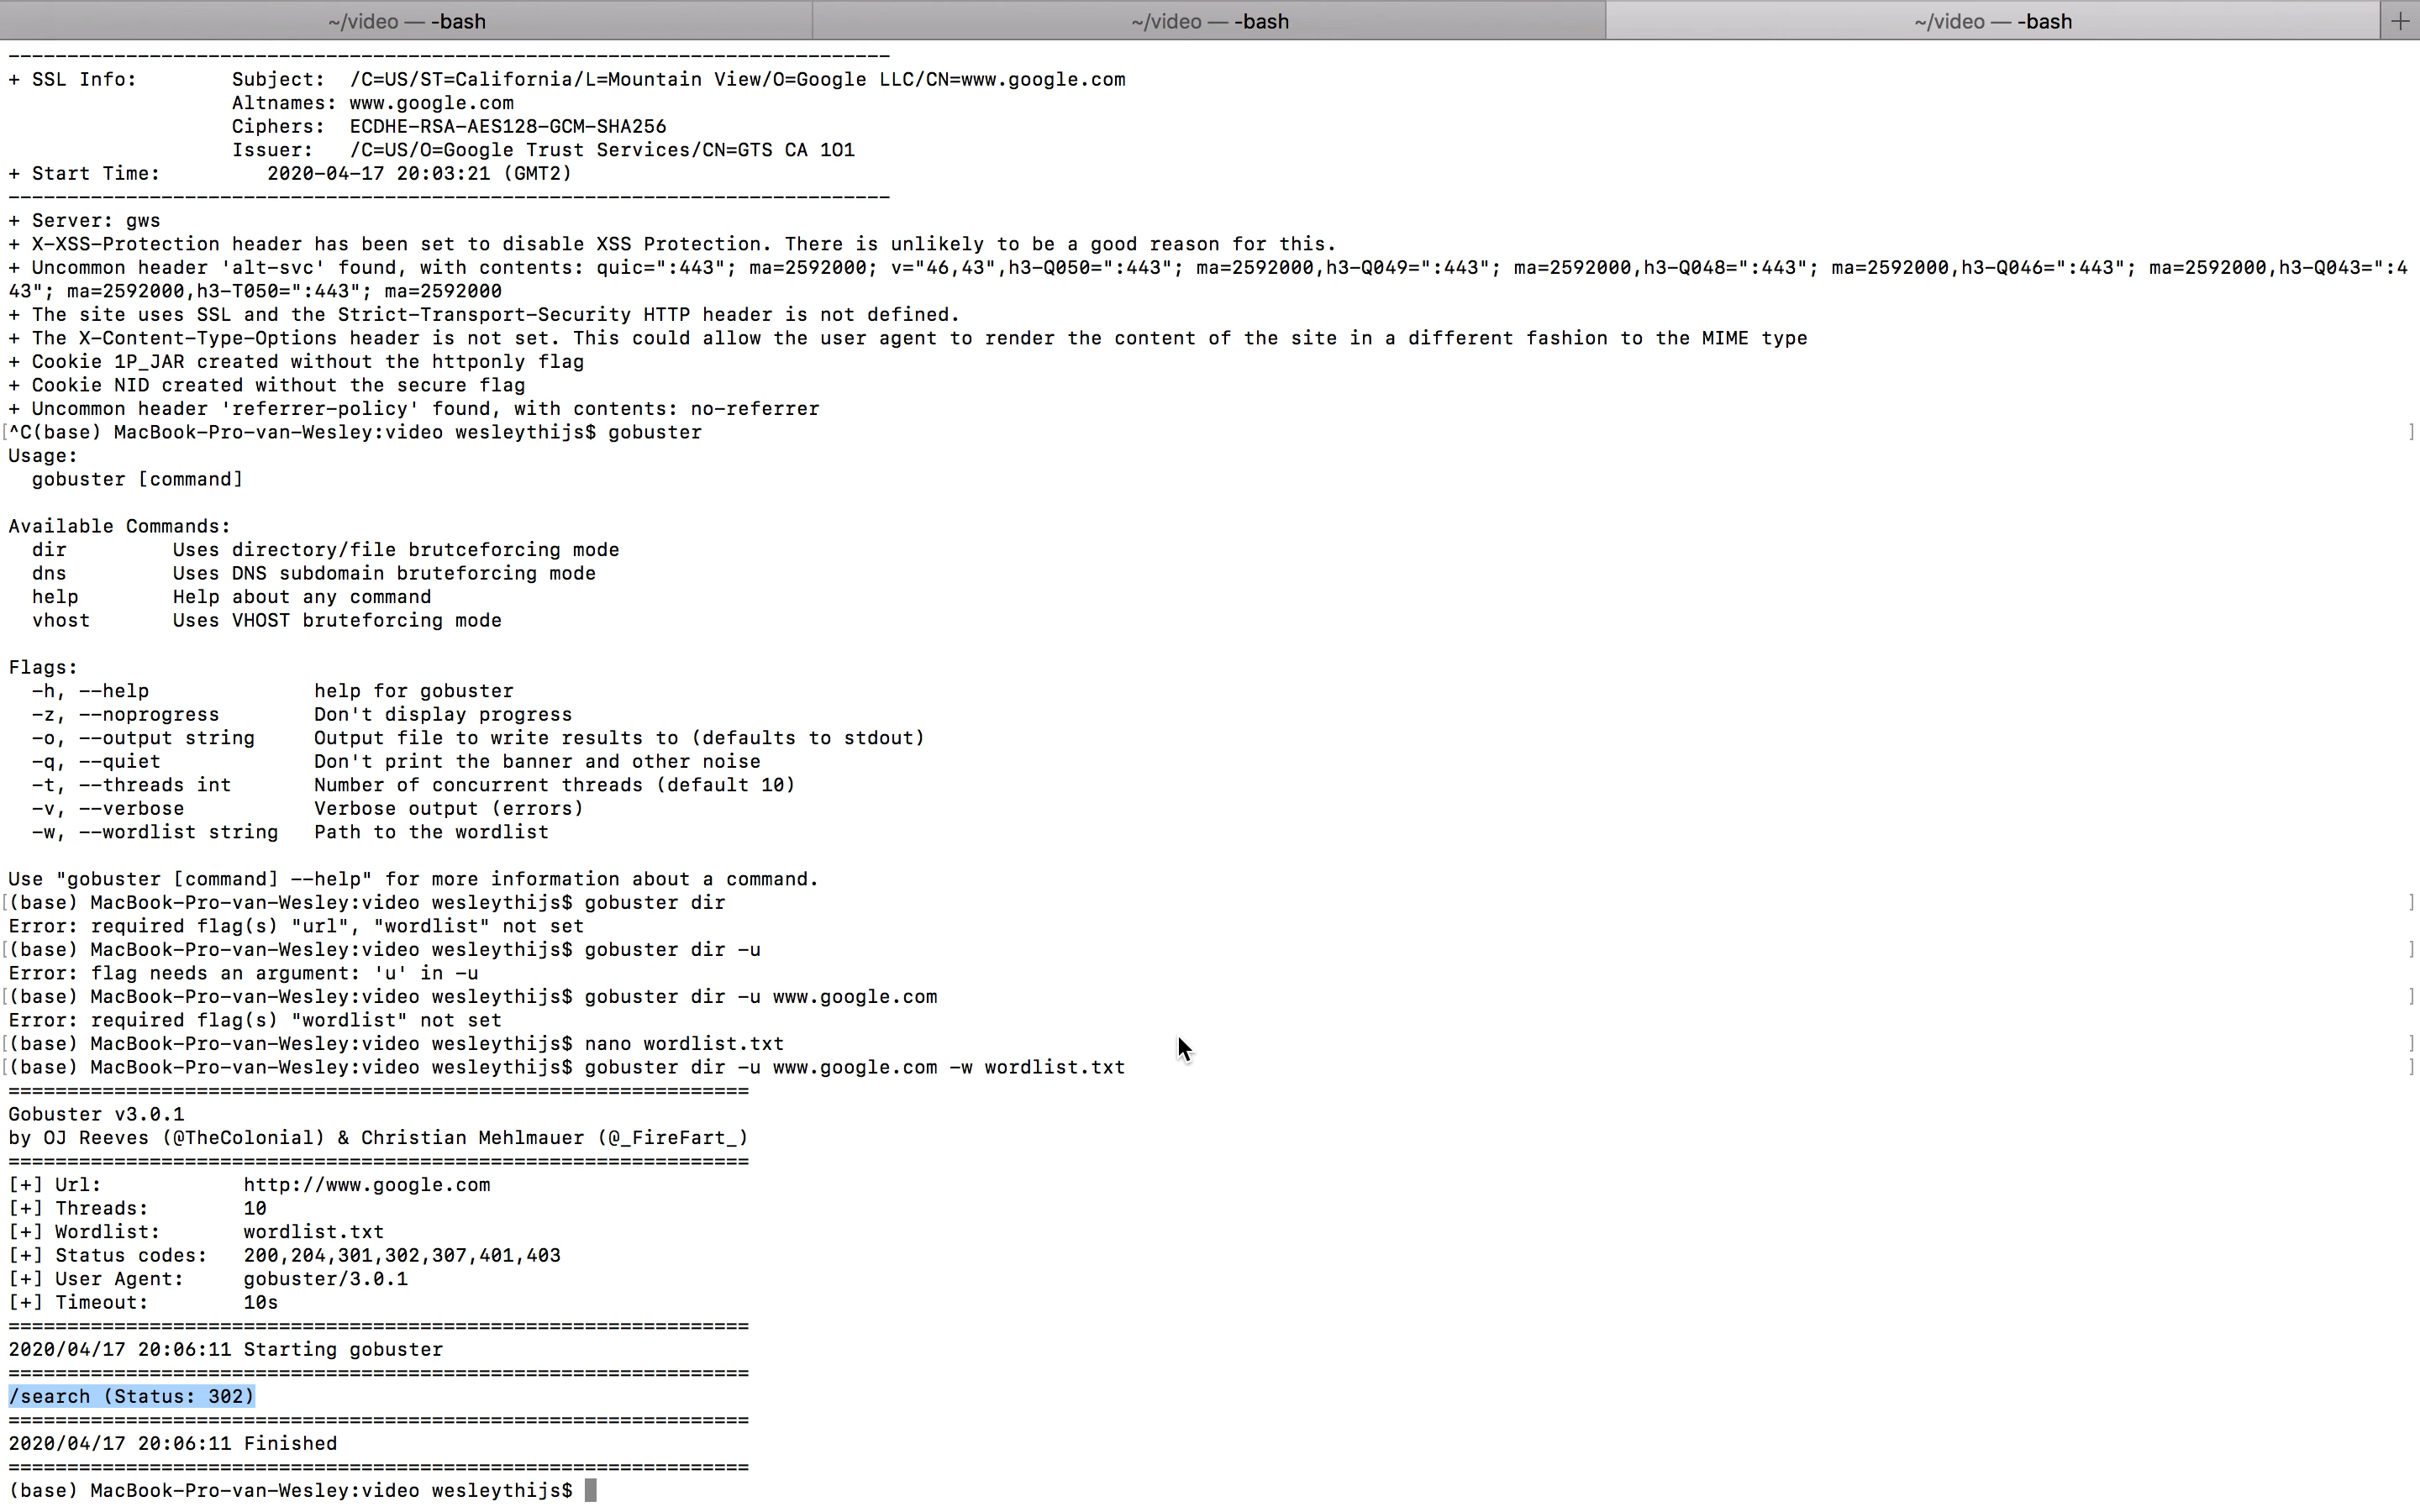 ~/video — -bash
~/video — -bash
~/video — -bash
+
---------------------------------------------------------------------------
+ SSL Info:        Subject:  /C=US/ST=California/L=Mountain View/O=Google LLC/CN=www.google.com
                   Altnames: www.google.com
                   Ciphers:  ECDHE-RSA-AES128-GCM-SHA256
                   Issuer:   /C=US/O=Google Trust Services/CN=GTS CA 1O1
+ Start Time:         2020-04-17 20:03:21 (GMT2)
---------------------------------------------------------------------------
+ Server: gws
+ X-XSS-Protection header has been set to disable XSS Protection. There is unlikely to be a good reason for this.
+ Uncommon header 'alt-svc' found, with contents: quic=":443"; ma=2592000; v="46,43",h3-Q050=":443"; ma=2592000,h3-Q049=":443"; ma=2592000,h3-Q048=":443"; ma=2592000,h3-Q046=":443"; ma=2592000,h3-Q043=":4
43"; ma=2592000,h3-T050=":443"; ma=2592000
+ The site uses SSL and the Strict-Transport-Security HTTP header is not defined.
+ The X-Content-Type-Options header is not set. This could allow the user agent to render the content of the site in a different fashion to the MIME type
+ Cookie 1P_JAR created without the httponly flag
+ Cookie NID created without the secure flag
+ Uncommon header 'referrer-policy' found, with contents: no-referrer
[^C(base) MacBook-Pro-van-Wesley:video wesleythijs$ gobuster ]
Usage:
  gobuster [command]

Available Commands:
  dir         Uses directory/file brutceforcing mode
  dns         Uses DNS subdomain bruteforcing mode
  help        Help about any command
  vhost       Uses VHOST bruteforcing mode

Flags:
  -h, --help              help for gobuster
  -z, --noprogress        Don't display progress
  -o, --output string     Output file to write results to (defaults to stdout)
  -q, --quiet             Don't print the banner and other noise
  -t, --threads int       Number of concurrent threads (default 10)
  -v, --verbose           Verbose output (errors)
  -w, --wordlist string   Path to the wordlist

Use "gobuster [command] --help" for more information about a command.
[(base) MacBook-Pro-van-Wesley:video wesleythijs$ gobuster dir ]
Error: required flag(s) "url", "wordlist" not set
[(base) MacBook-Pro-van-Wesley:video wesleythijs$ gobuster dir -u ]
Error: flag needs an argument: 'u' in -u
[(base) MacBook-Pro-van-Wesley:video wesleythijs$ gobuster dir -u www.google.com ]
Error: required flag(s) "wordlist" not set
[(base) MacBook-Pro-van-Wesley:video wesleythijs$ nano wordlist.txt ]
[(base) MacBook-Pro-van-Wesley:video wesleythijs$ gobuster dir -u www.google.com -w wordlist.txt ]
===============================================================
Gobuster v3.0.1
by OJ Reeves (@TheColonial) & Christian Mehlmauer (@_FireFart_)
===============================================================
[+] Url:            http://www.google.com
[+] Threads:        10
[+] Wordlist:       wordlist.txt
[+] Status codes:   200,204,301,302,307,401,403
[+] User Agent:     gobuster/3.0.1
[+] Timeout:        10s
===============================================================
2020/04/17 20:06:11 Starting gobuster
===============================================================
/search (Status: 302)
===============================================================
2020/04/17 20:06:11 Finished
===============================================================
(base) MacBook-Pro-van-Wesley:video wesleythijs$